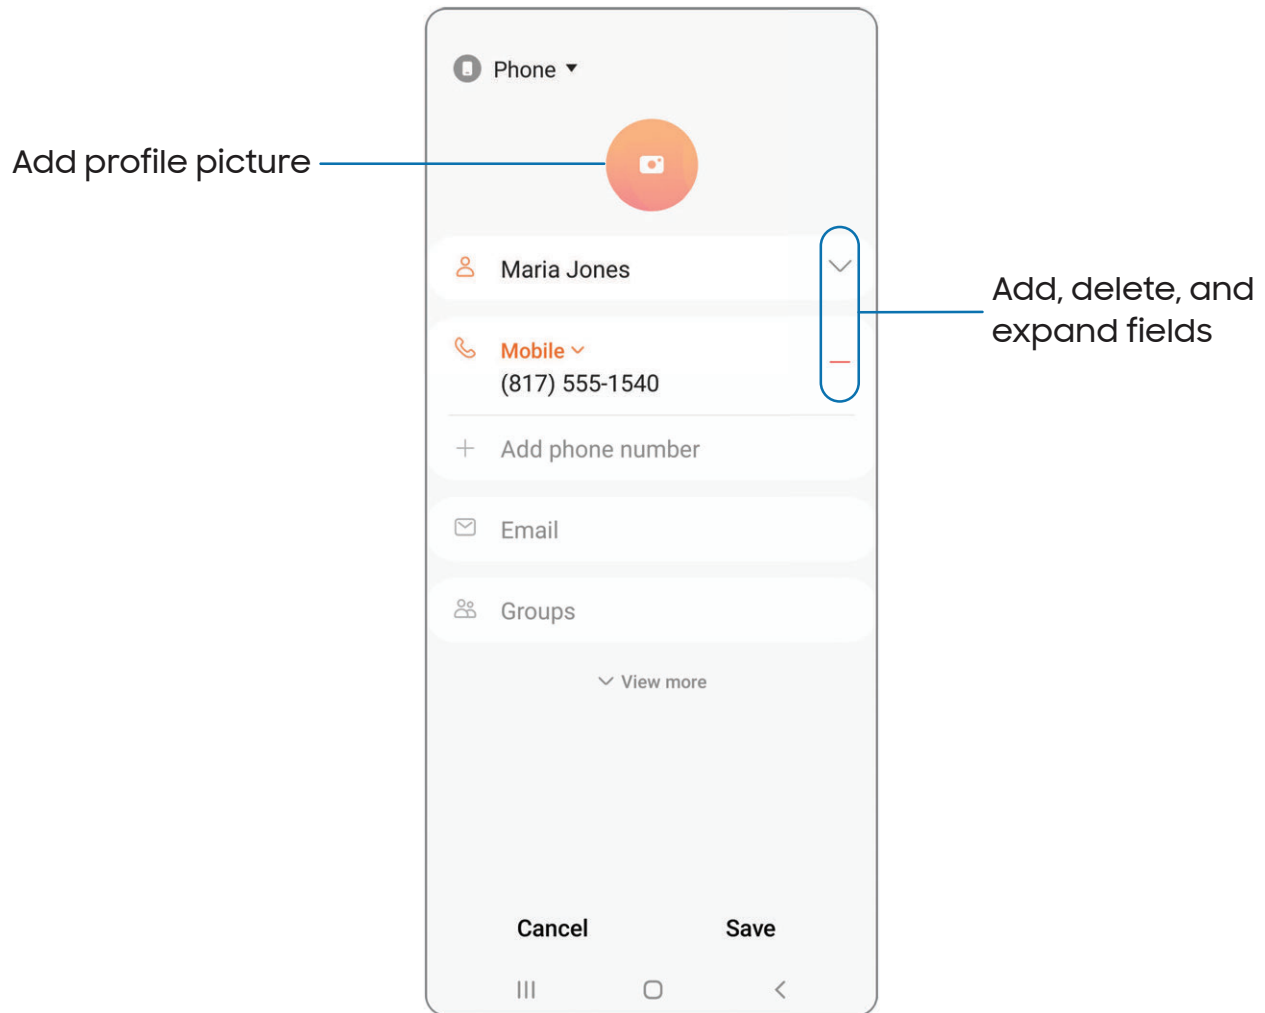 Phone
Add profile picture
Maria Jones
Add, delete, and
expand fields
Mobile
(817) 555-1540
Add phone number
Email
Groups
View more
Cancel
Save